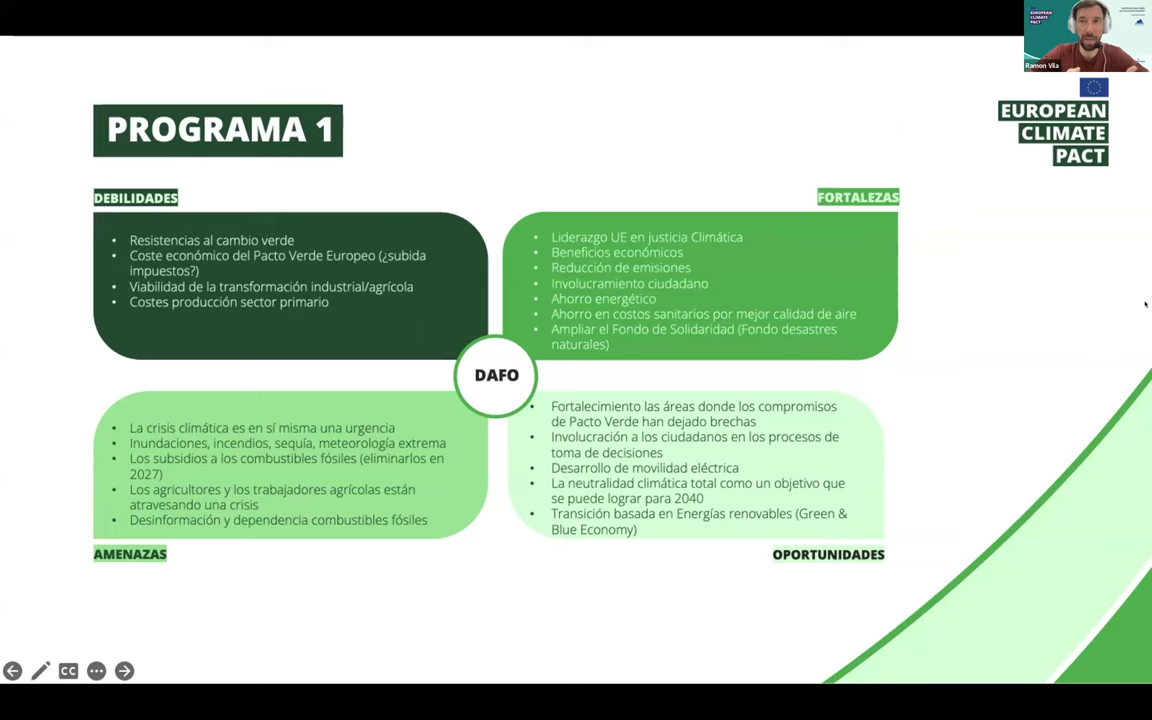 EUROPEAN
CLIMATE
PACT
Ramon Vila
EUROPEAN
CLIMATE
PACT
PROGRAMA 1
DEBILIDADES
• Resistencias al cambio verde
• Coste económico del Pacto Verde Europeo (¿subida
impuestos?)
• Viabilidad de la transformación industrial/agrícola
• Costes producción sector primario
FORTALEZAS
• Liderazgo UE en justicia Climática
• Beneficios económicos
• Reducción de emisiones
• Involucramiento ciudadano
• Ahorro energético
• Ahorro en costos sanitarios por mejor calidad de aire
• Ampliar el Fondo de Solidaridad (Fondo desastres
naturales)
DAFO
• La crisis climática es en sí misma una urgencia
• Inundaciones, incendios, sequía, meteorología extrema
• Los subsidios a los combustibles fósiles (eliminarlos en
2027)
• Los agricultores y los trabajadores agrícolas están
atravesando una crisis
• Desinformación y dependencia combustibles fósiles
AMENAZAS
• Fortalecimiento las áreas donde los compromisos
de Pacto Verde han dejado brechas
• Involucración a los ciudadanos en los procesos de
toma de decisiones
• Desarrollo de movilidad eléctrica
• La neutralidad climática total como un objetivo que
se puede lograr para 2040
• Transición basada en Energías renovables (Green &
Blue Economy)
OPORTUNIDADES
CC